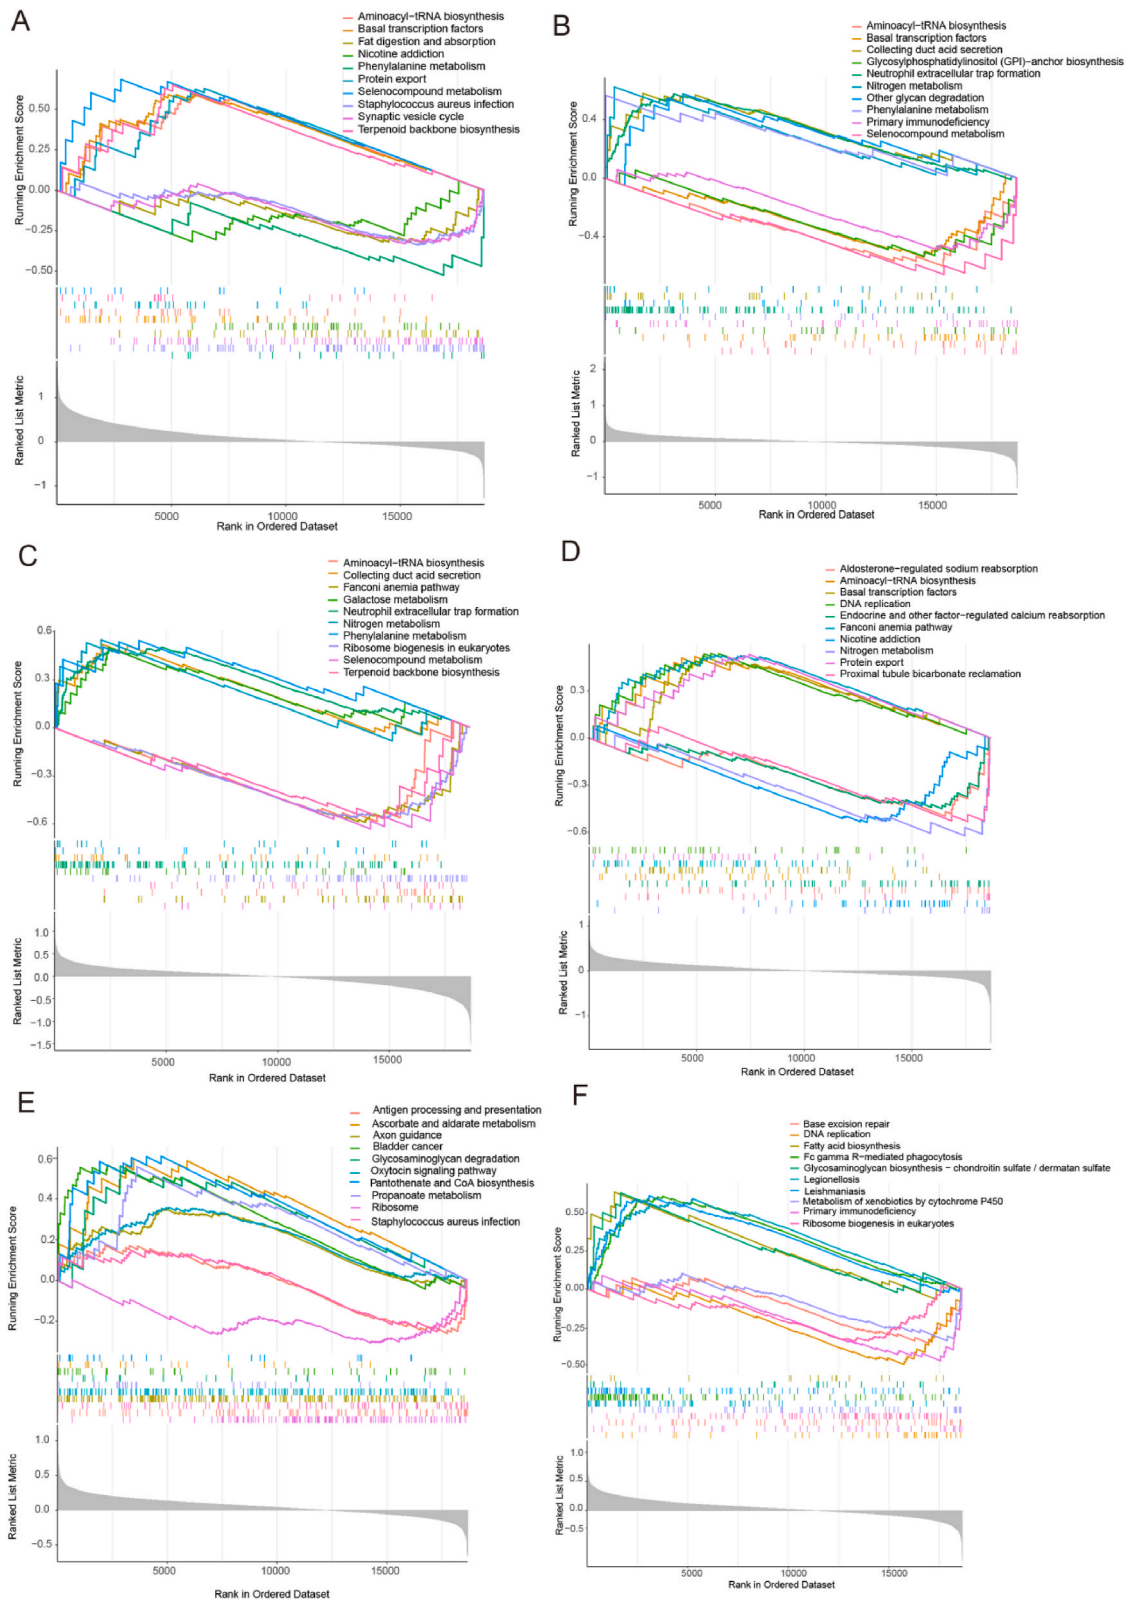 A
Aminoacyl−tRNA biosynthesis
Basal transcription factors
Fat digestion and absorption
Nicotine addiction
Phenylalanine metabolism
Protein export
Selenocompound metabolism
Staphylococcus aureus infection
Synaptic vesicle cycle
Terpenoid backbone biosynthesis
Running Enrichment Score
0.50
0.25
0.00
−0.25
−0.50
Ranked List Metric
1
0
−1
5000
10000
15000
Rank in Ordered Dataset
B
Aminoacyl−tRNA biosynthesis
Basal transcription factors
Collecting duct acid secretion
Glycosylphosphatidylinositol (GPI)−anchor biosynthesis
Neutrophil extracellular trap formation
Nitrogen metabolism
Other glycan degradation
Phenylalanine metabolism
Primary immunodeficiency
Selenocompound metabolism
Running Enrichment Score
0.4
0.0
−0.4
Ranked List Metric
2
1
0
−1
5000
10000
15000
Rank in Ordered Dataset
C
Aminoacyl−tRNA biosynthesis
Collecting duct acid secretion
Fanconi anemia pathway
Galactose metabolism
Neutrophil extracellular trap formation
Nitrogen metabolism
Phenylalanine metabolism
Ribosome biogenesis in eukaryotes
Selenocompound metabolism
Terpenoid backbone biosynthesis
Running Enrichment Score
0.6
0.3
0.0
−0.3
−0.6
Ranked List Metric
1.0
0.5
0.0
−0.5
−1.0
−1.5
5000
10000
15000
Rank in Ordered Dataset
D
Aldosterone−regulated sodium reabsorption
Aminoacyl−tRNA biosynthesis
Basal transcription factors
DNA replication
Endocrine and other factor−regulated calcium reabsorption
Fanconi anemia pathway
Nicotine addiction
Nitrogen metabolism
Protein export
Proximal tubule bicarbonate reclamation
Running Enrichment Score
0.3
0.0
−0.3
−0.6
Ranked List Metric
1
0
−1
5000
10000
15000
Rank in Ordered Dataset
E
Antigen processing and presentation
Ascorbate and aldarate metabolism
Axon guidance
Bladder cancer
Glycosaminoglycan degradation
Oxytocin signaling pathway
Pantothenate and CoA biosynthesis
Propanoate metabolism
Ribosome
Staphylococcus aureus infection
Running Enrichment Score
0.6
0.4
0.2
0.0
−0.2
Ranked List Metric
1.0
0.5
0.0
−0.5
5000
10000
15000
Rank in Ordered Dataset
F
Base excision repair
DNA replication
Fatty acid biosynthesis
Fc gamma R−mediated phagocytosis
Glycosaminoglycan biosynthesis − chondroitin sulfate / dermatan sulfate
Legionellosis
Leishmaniasis
Metabolism of xenobiotics by cytochrome P450
Primary immunodeficiency
Ribosome biogenesis in eukaryotes
Running Enrichment Score
0.50
0.25
0.00
−0.25
−0.50
Ranked List Metric
1.0
0.5
0.0
−0.5
5000
10000
15000
Rank in Ordered Dataset